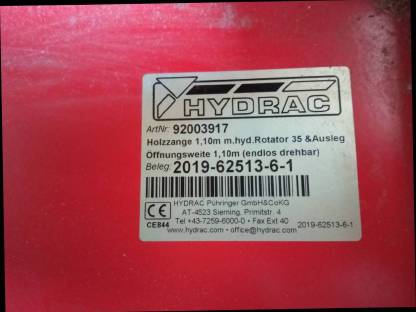 HYDRAC
ArtNr: 92003917
Holzzange 1,10m m.hyd.Rotator 35 &Ausleg
Öffnungsweite 1,10m (endlos drehbar)
Beleg: 2019-62513-6-1
HYDRAC Pühringer GmbH&CoKG
AT-4523 Sierning, Primitstr. 4
Tel +43-7259-6000-0 • Fax Ext 40
CE844
www.hydrac.com • office@hydrac.com
2019-62513-6-1